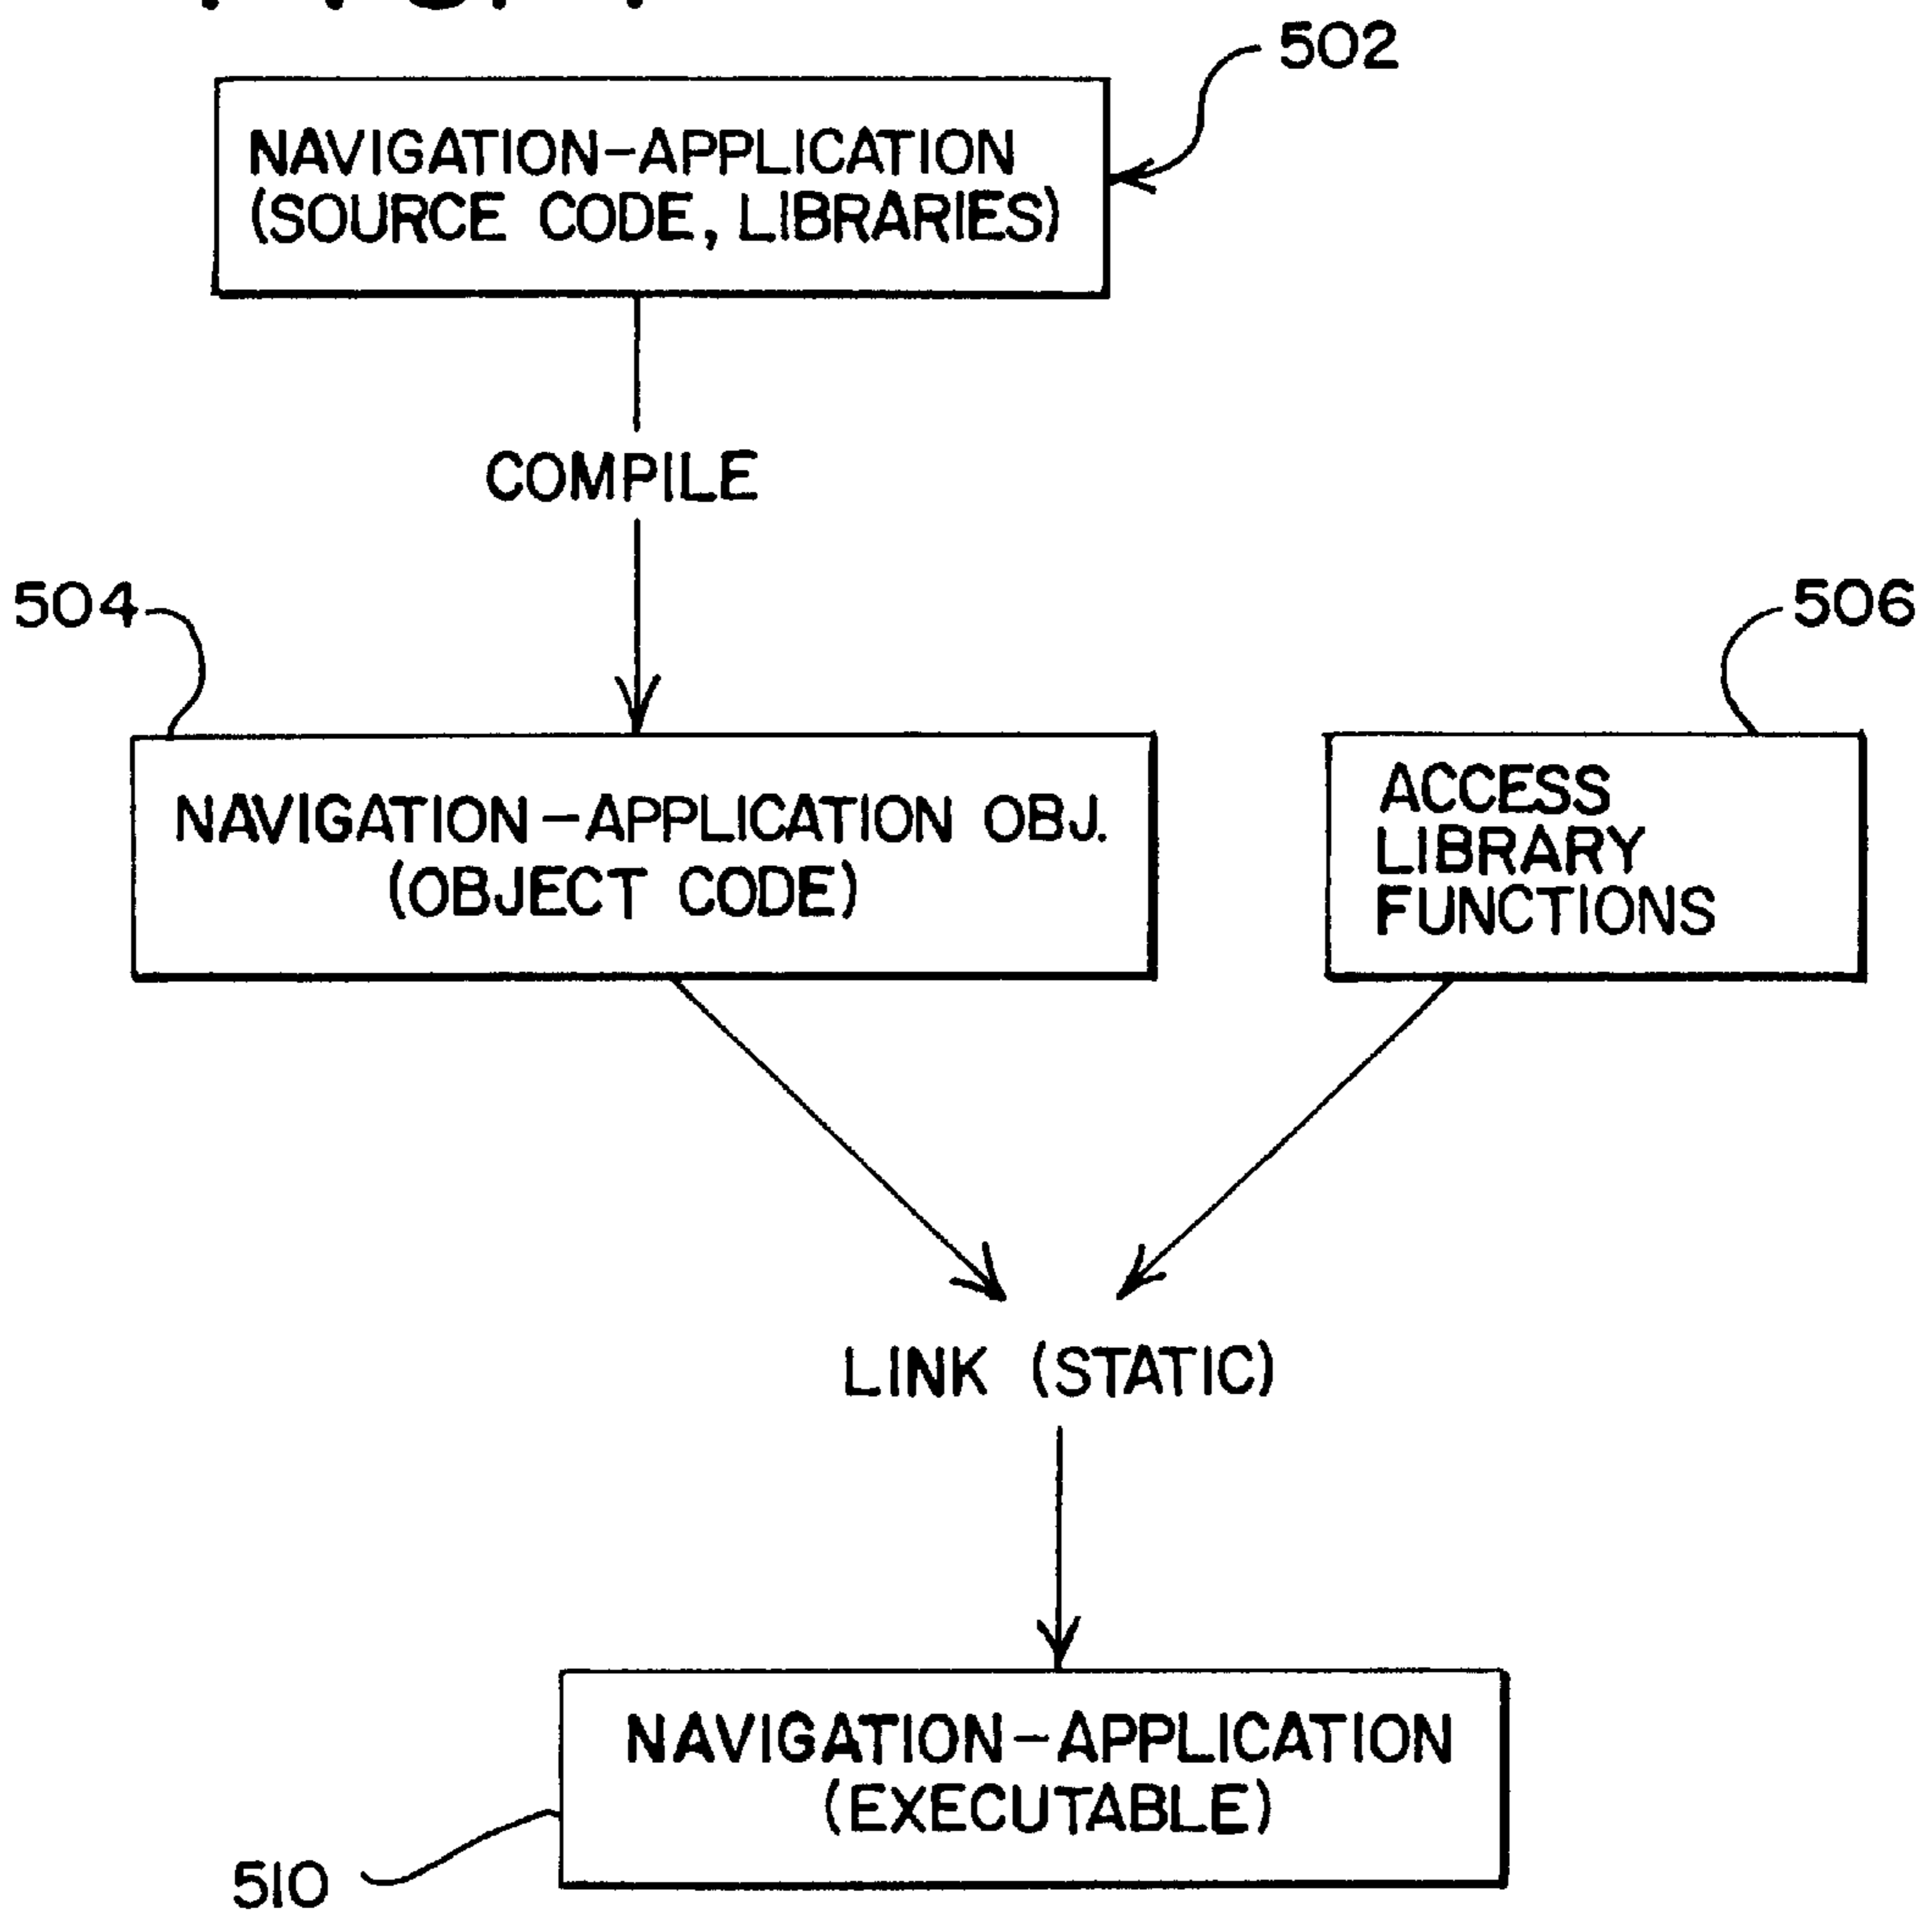 502
NAVIGATION-APPLICATION
(SOURCE CODE, LIBRARIES)
COMPILE
504
506
NAVIGATION-APPLICATION OBJ.
(OBJECT CODE)
ACCESS
LIBRARY
FUNCTIONS
LINK (STATIC)
NAVIGATION-APPLICATION
(EXECUTABLE)
510